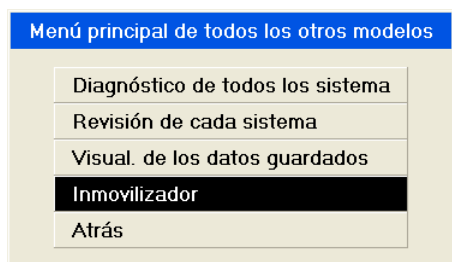 Menú principal de todos los otros modelos
Diagnóstico de todos los sistema
Revisión de cada sistema
Visual. de los datos guardados
Inmovilizador
Atrás